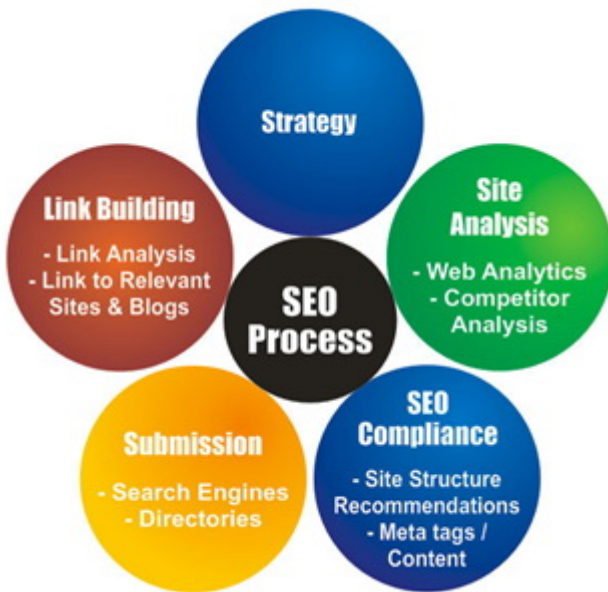 Strategy
Site
Analysis
- Web Analytics
- Competitor
Analysis
SEO
Compliance
- Site Structure
Recommendations
- Meta tags /
Content
Submission
- Search Engines
- Directories
Link Building
- Link Analysis
- Link to Relevant
Sites & Blogs
SEO
Process